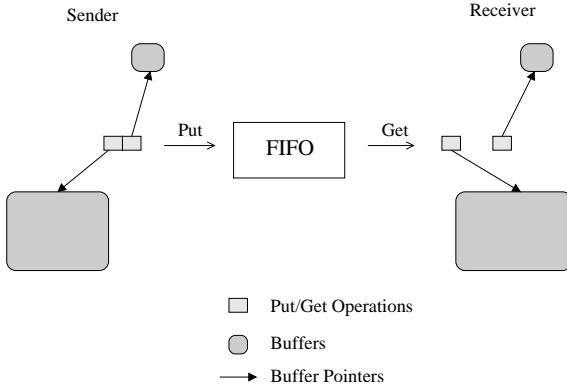 Sender
Receiver
Put
FIFO
Get
Put/Get Operations
Buffers
Buffer Pointers